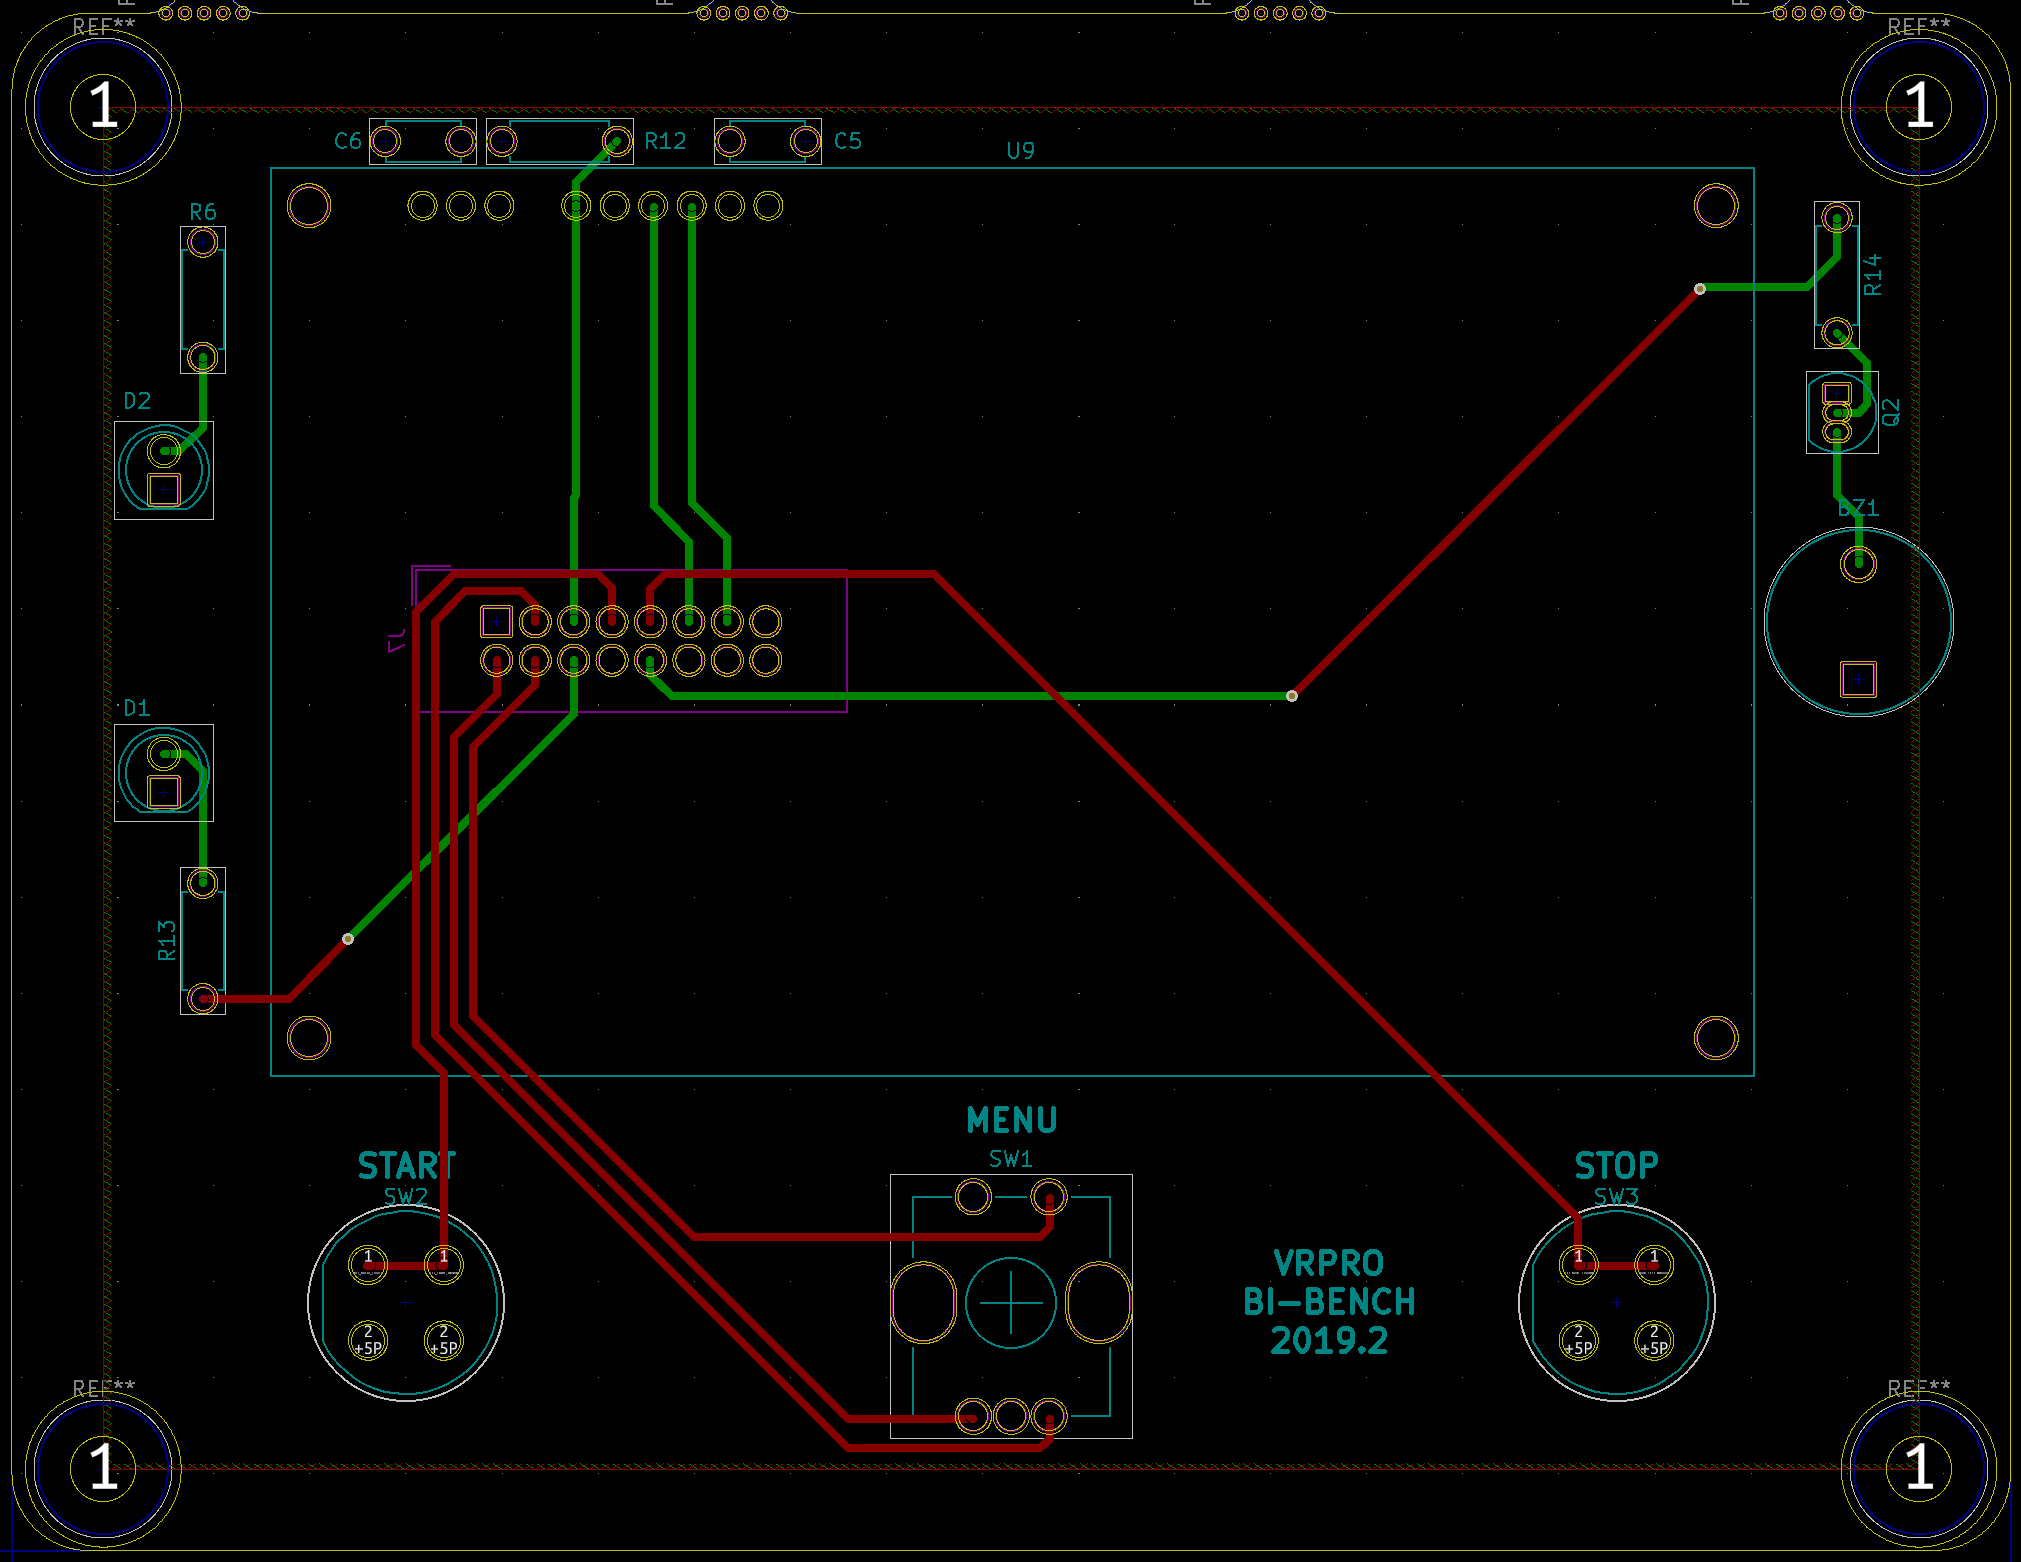 REF**
REF**
1
1
C6
R12
C5
U9
R6
R14
D2
Q2
BZ1
J7
D1
R13
MENU
SW1
START
SW2
STOP
SW3
1
1
2
+5P
2
+5P
VRPRO
BI-BENCH
2019.2
1
1
2
+5P
2
+5P
REF**
REF**
1
1